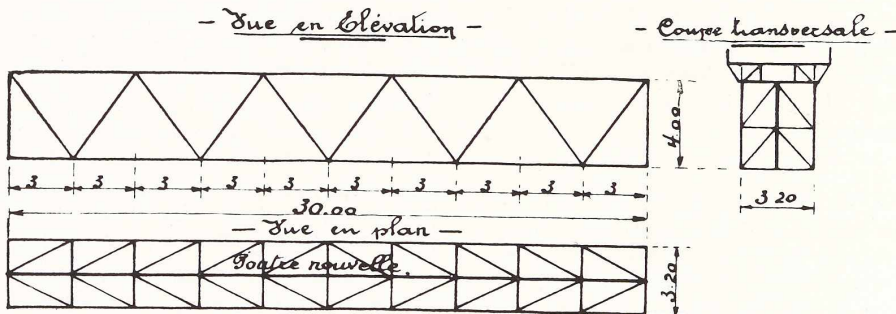 - Vue en Élévation -
- Coupe transversale -
4.00
3 3 3 3 3 3 3 3 3 3
3 20
30.00
- Vue en plan -
Poutre nouvelle.
3.20